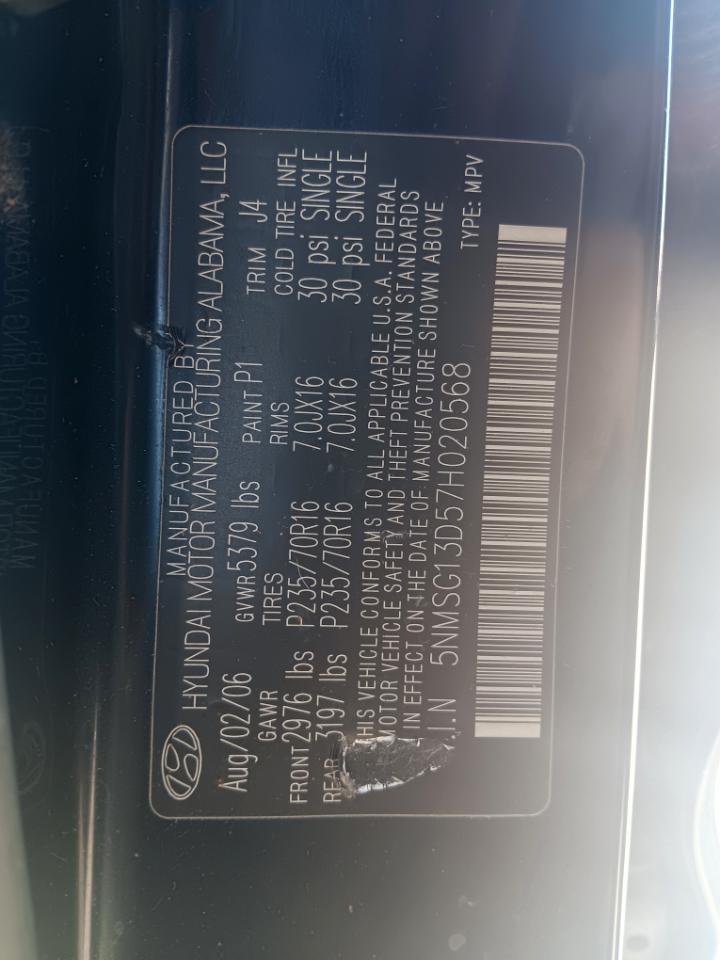 MANUFACTURED BY
HYUNDAI MOTOR MANUFACTURING ALABAMA, LLC
Aug/02/06 GVWR 5379 lbs PAINT P1 TRIM J4
GAWR TIRES RIMS COLD TIRE INFL
FRONT 2976 lbs P235/70R16 7.0JX16 30 psi SINGLE
REAR 3197 lbs P235/70R16 7.0JX16 30 psi SINGLE
VEHICLE CONFORMS TO ALL APPLICABLE U.S.A. FEDERAL
MOTOR VEHICLE SAFETY AND THEFT PREVENTION STANDARDS
IN EFFECT ON THE DATE OF MANUFACTURE SHOWN ABOVE
I.N 5NMSG13D57H020568 TYPE: MPV